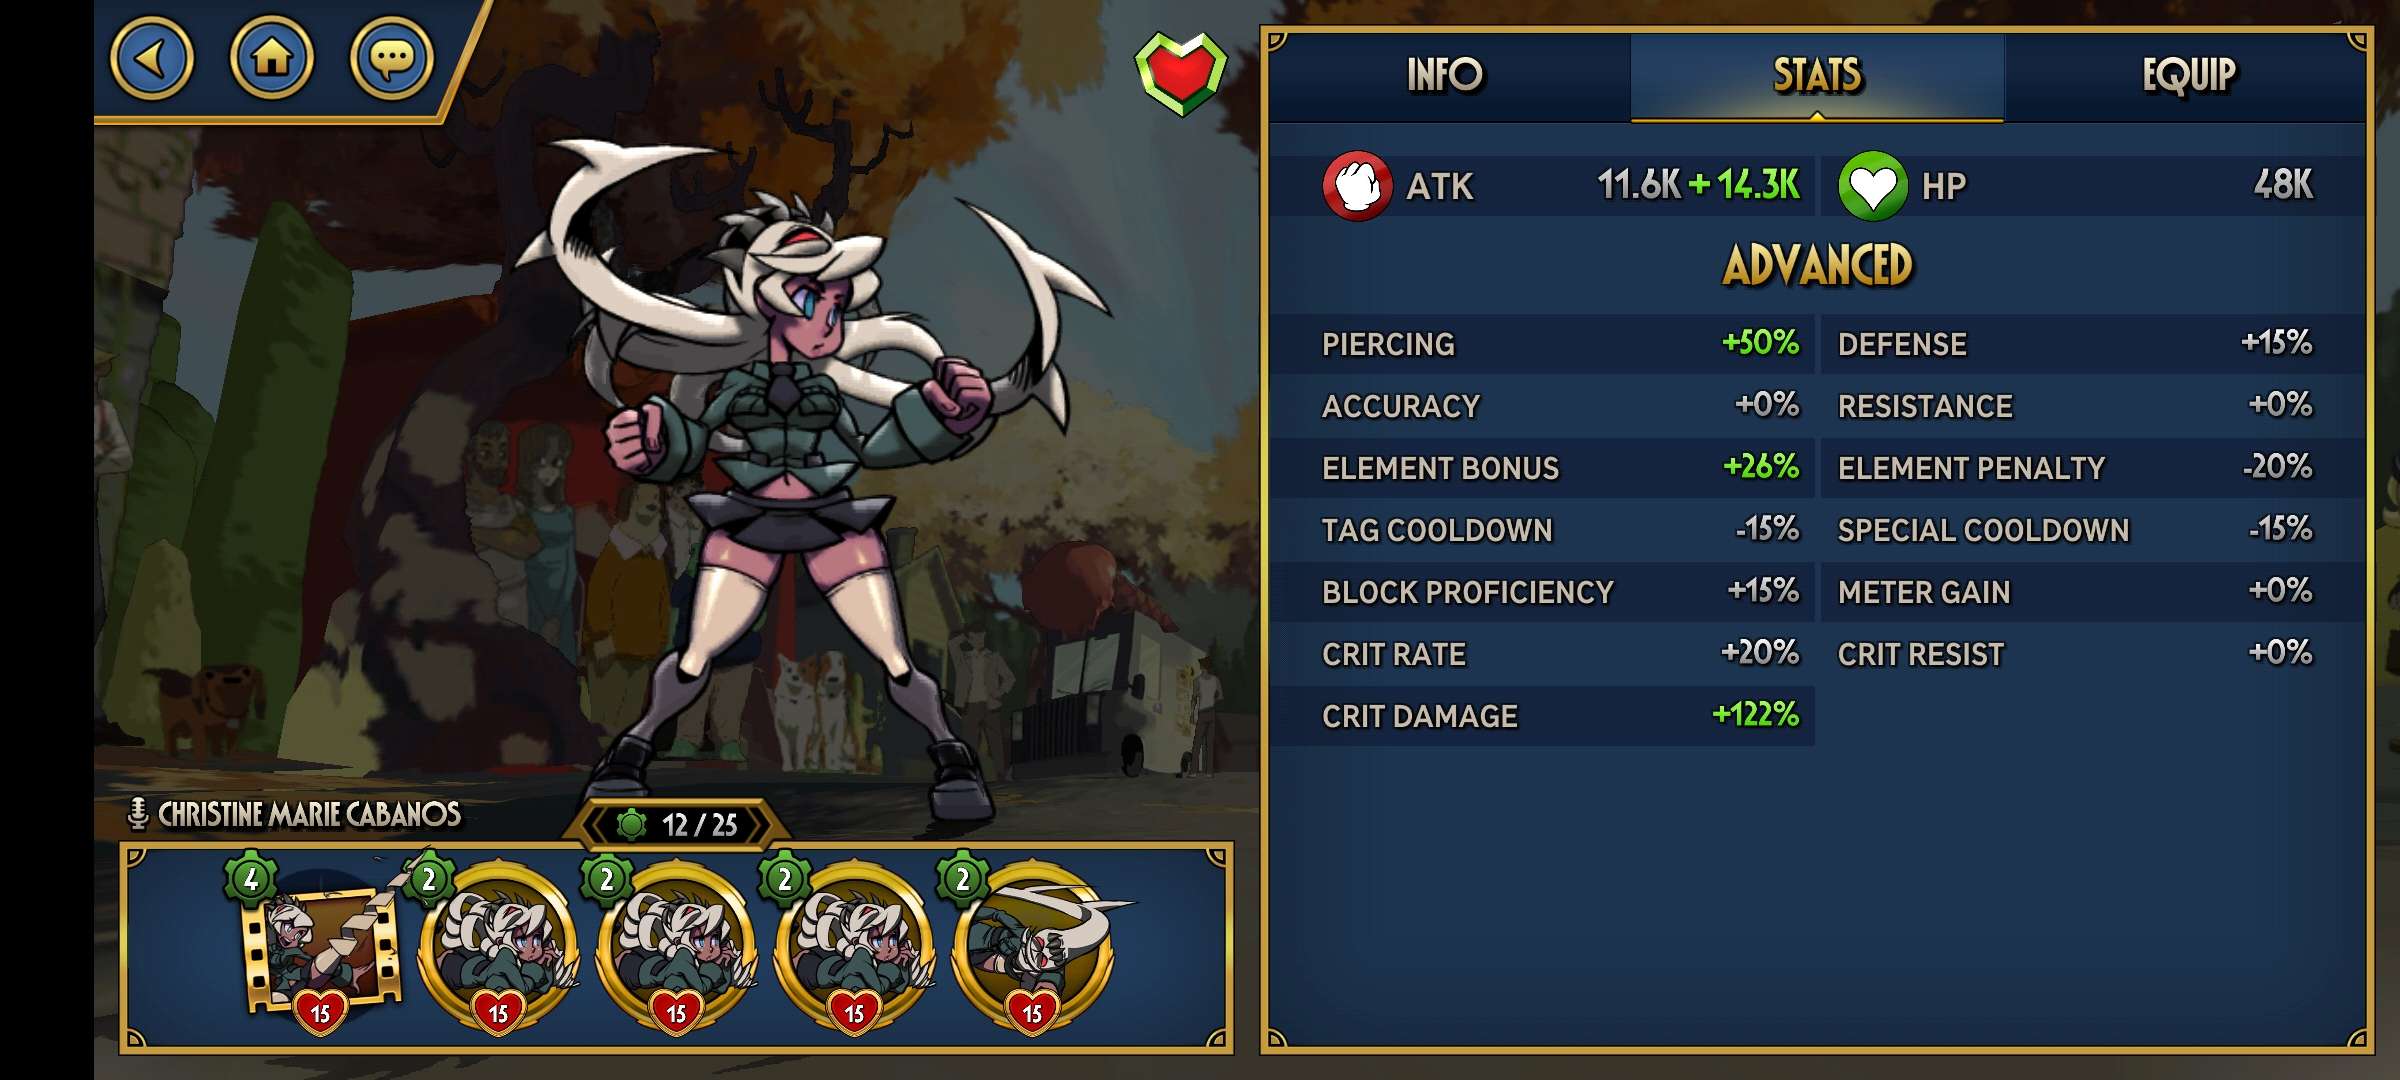 INFO
STATS
EQUIP
ATK 11.6K + 14.3K
HP 48K
ADVANCED
PIERCING +50%
DEFENSE +15%
ACCURACY +0%
RESISTANCE +0%
ELEMENT BONUS +26%
ELEMENT PENALTY -20%
TAG COOLDOWN -15%
SPECIAL COOLDOWN -15%
BLOCK PROFICIENCY +15%
METER GAIN +0%
CRIT RATE +20%
CRIT RESIST +0%
CRIT DAMAGE +122%
CHRISTINE MARIE CABANOS
12 / 25
4 2 2 2 2
15 15 15 15 15